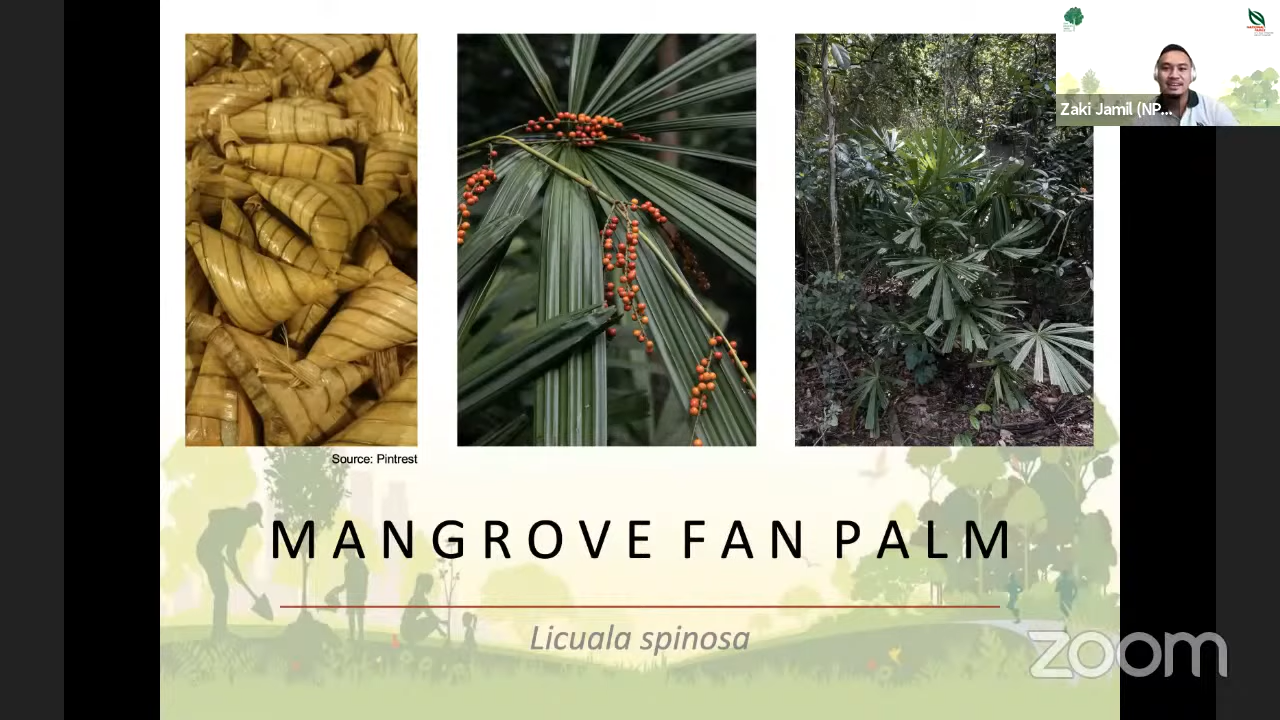 Zaki Jamil (NP...
Source: Pintrest
MANGROVE FAN PALM
Licuala spinosa
zoom